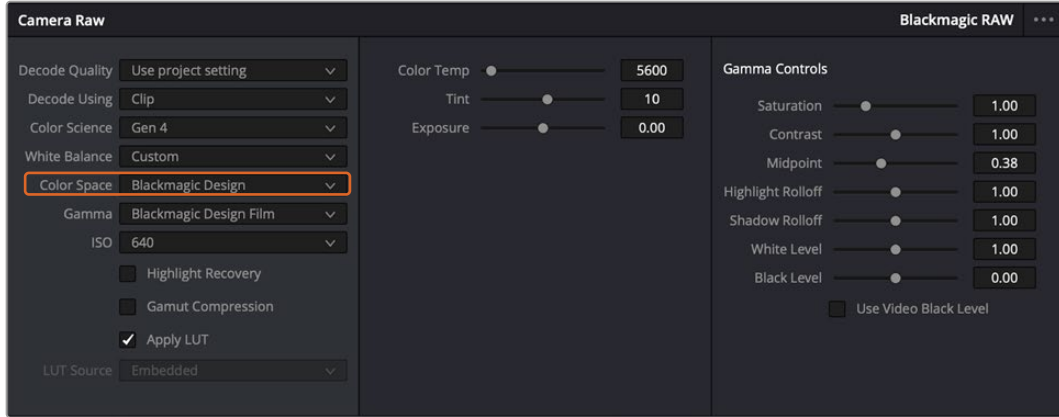 Camera Raw
Blackmagic RAW
Decode Quality Use project setting
Decode Using Clip
Color Science Gen 4
White Balance Custom
Color Space Blackmagic Design
Gamma Blackmagic Design Film
ISO 640
Highlight Recovery
Gamut Compression
Apply LUT
LUT Source Embedded
Color Temp 5600
Tint 10
Exposure 0.00
Gamma Controls
Saturation 1.00
Contrast 1.00
Midpoint 0.38
Highlight Rolloff 1.00
Shadow Rolloff 1.00
White Level 1.00
Black Level 0.00
Use Video Black Level